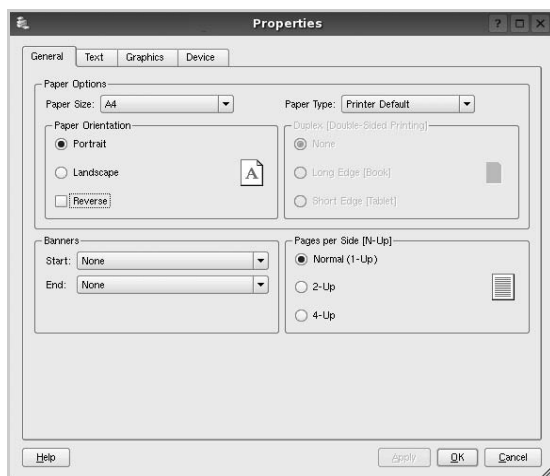 Properties
General Text Graphics Device
Paper Options
Paper Size: A4 Paper Type: Printer Default
Paper Orientation
Portrait
Landscape
Reverse
A
Duplex [Double-Sided Printing]
None
Long Edge [Book]
Short Edge [Tablet]
Banners
Start: None
End: None
Pages per Side [N-Up]
Normal (1-Up)
2-Up
4-Up
Help Apply OK Cancel